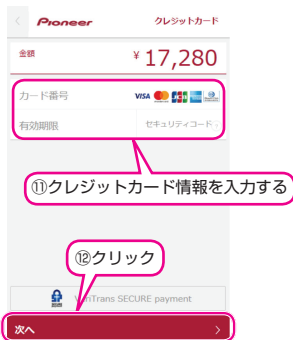 Pioneer クレジットカード
金額 ¥ 17,280
カード番号 VISA JCB
有効期限 セキュリティコード
⑪クレジットカード情報を入力する
⑫クリック
VeriTrans SECURE payment
次へ